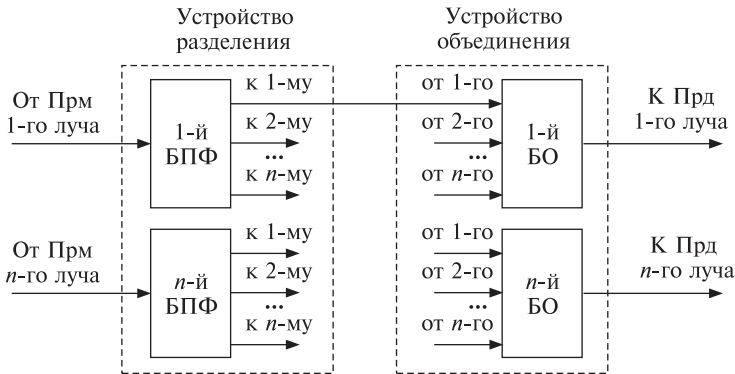 Устройство
разделения
Устройство
объединения
От Прм
1-го луча
1-й
БПФ
к 1-му
к 2-му
...
к n-му
от 1-го
от 2-го
...
от n-го
1-й
БО
К Прд
1-го луча
От Прм
n-го луча
n-й
БПФ
к 1-му
к 2-му
...
к n-му
от 1-го
от 2-го
...
от n-го
n-й
БО
К Прд
n-го луча